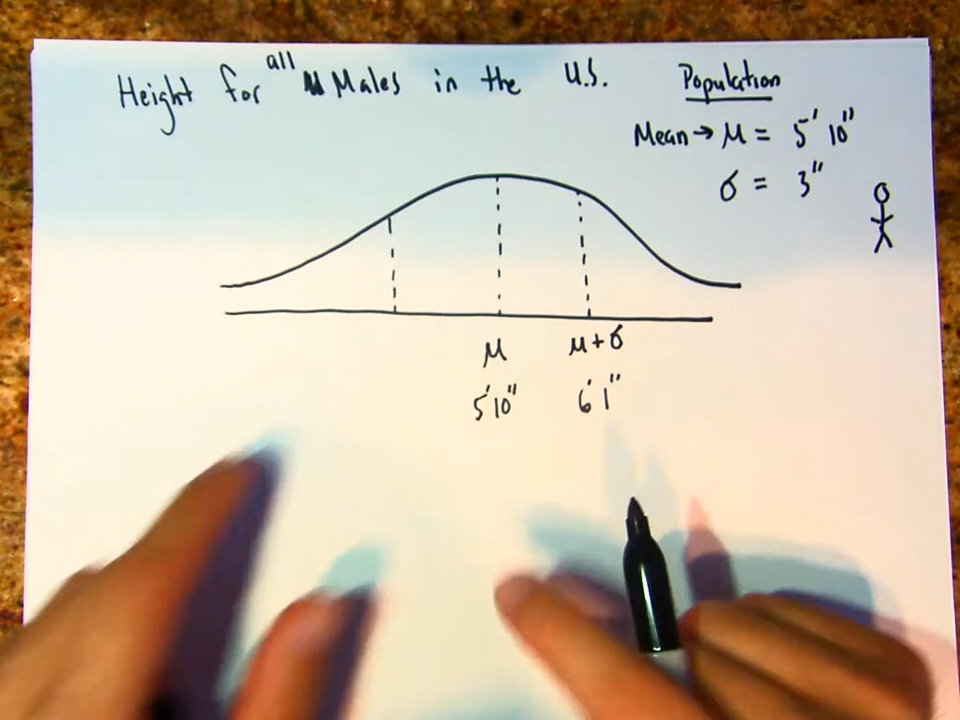 Height for all Males in the U.S.
Population
Mean → μ = 5' 10"
σ = 3"
μ μ+σ
5'10" 6'1"